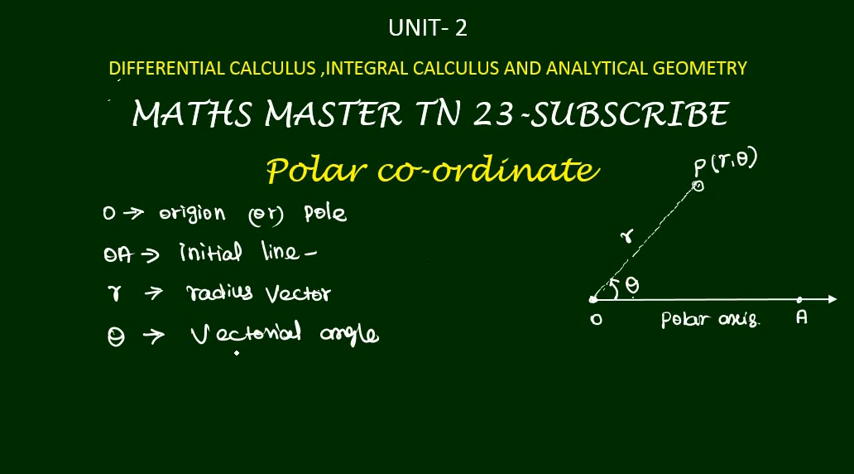 UNIT- 2
DIFFERENTIAL CALCULUS ,INTEGRAL CALCULUS AND ANALYTICAL GEOMETRY
MATHS MASTER TN 23-SUBSCRIBE
Polar co-ordinate
O → origion (or) pole
OA → initial line –
r → radius vector
θ → Vectorial angle
P(r,θ)
r
θ
O
Polar axis.
A